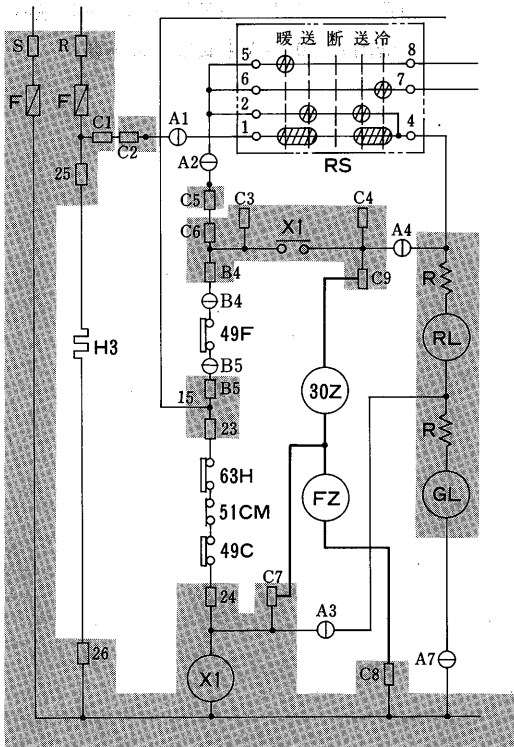 暖 送 断 送 冷
S
R
5
8
6
7
F
F
A1
2
C1
C2
1
4
RS
25
A2
C5
C3
C4
X1
C6
A4
B4
C9
R
B4
49F
RL
H3
B5
30Z
15
B5
R
23
63H
FZ
GL
51CM
49C
C7
24
A3
26
X1
C8
A7